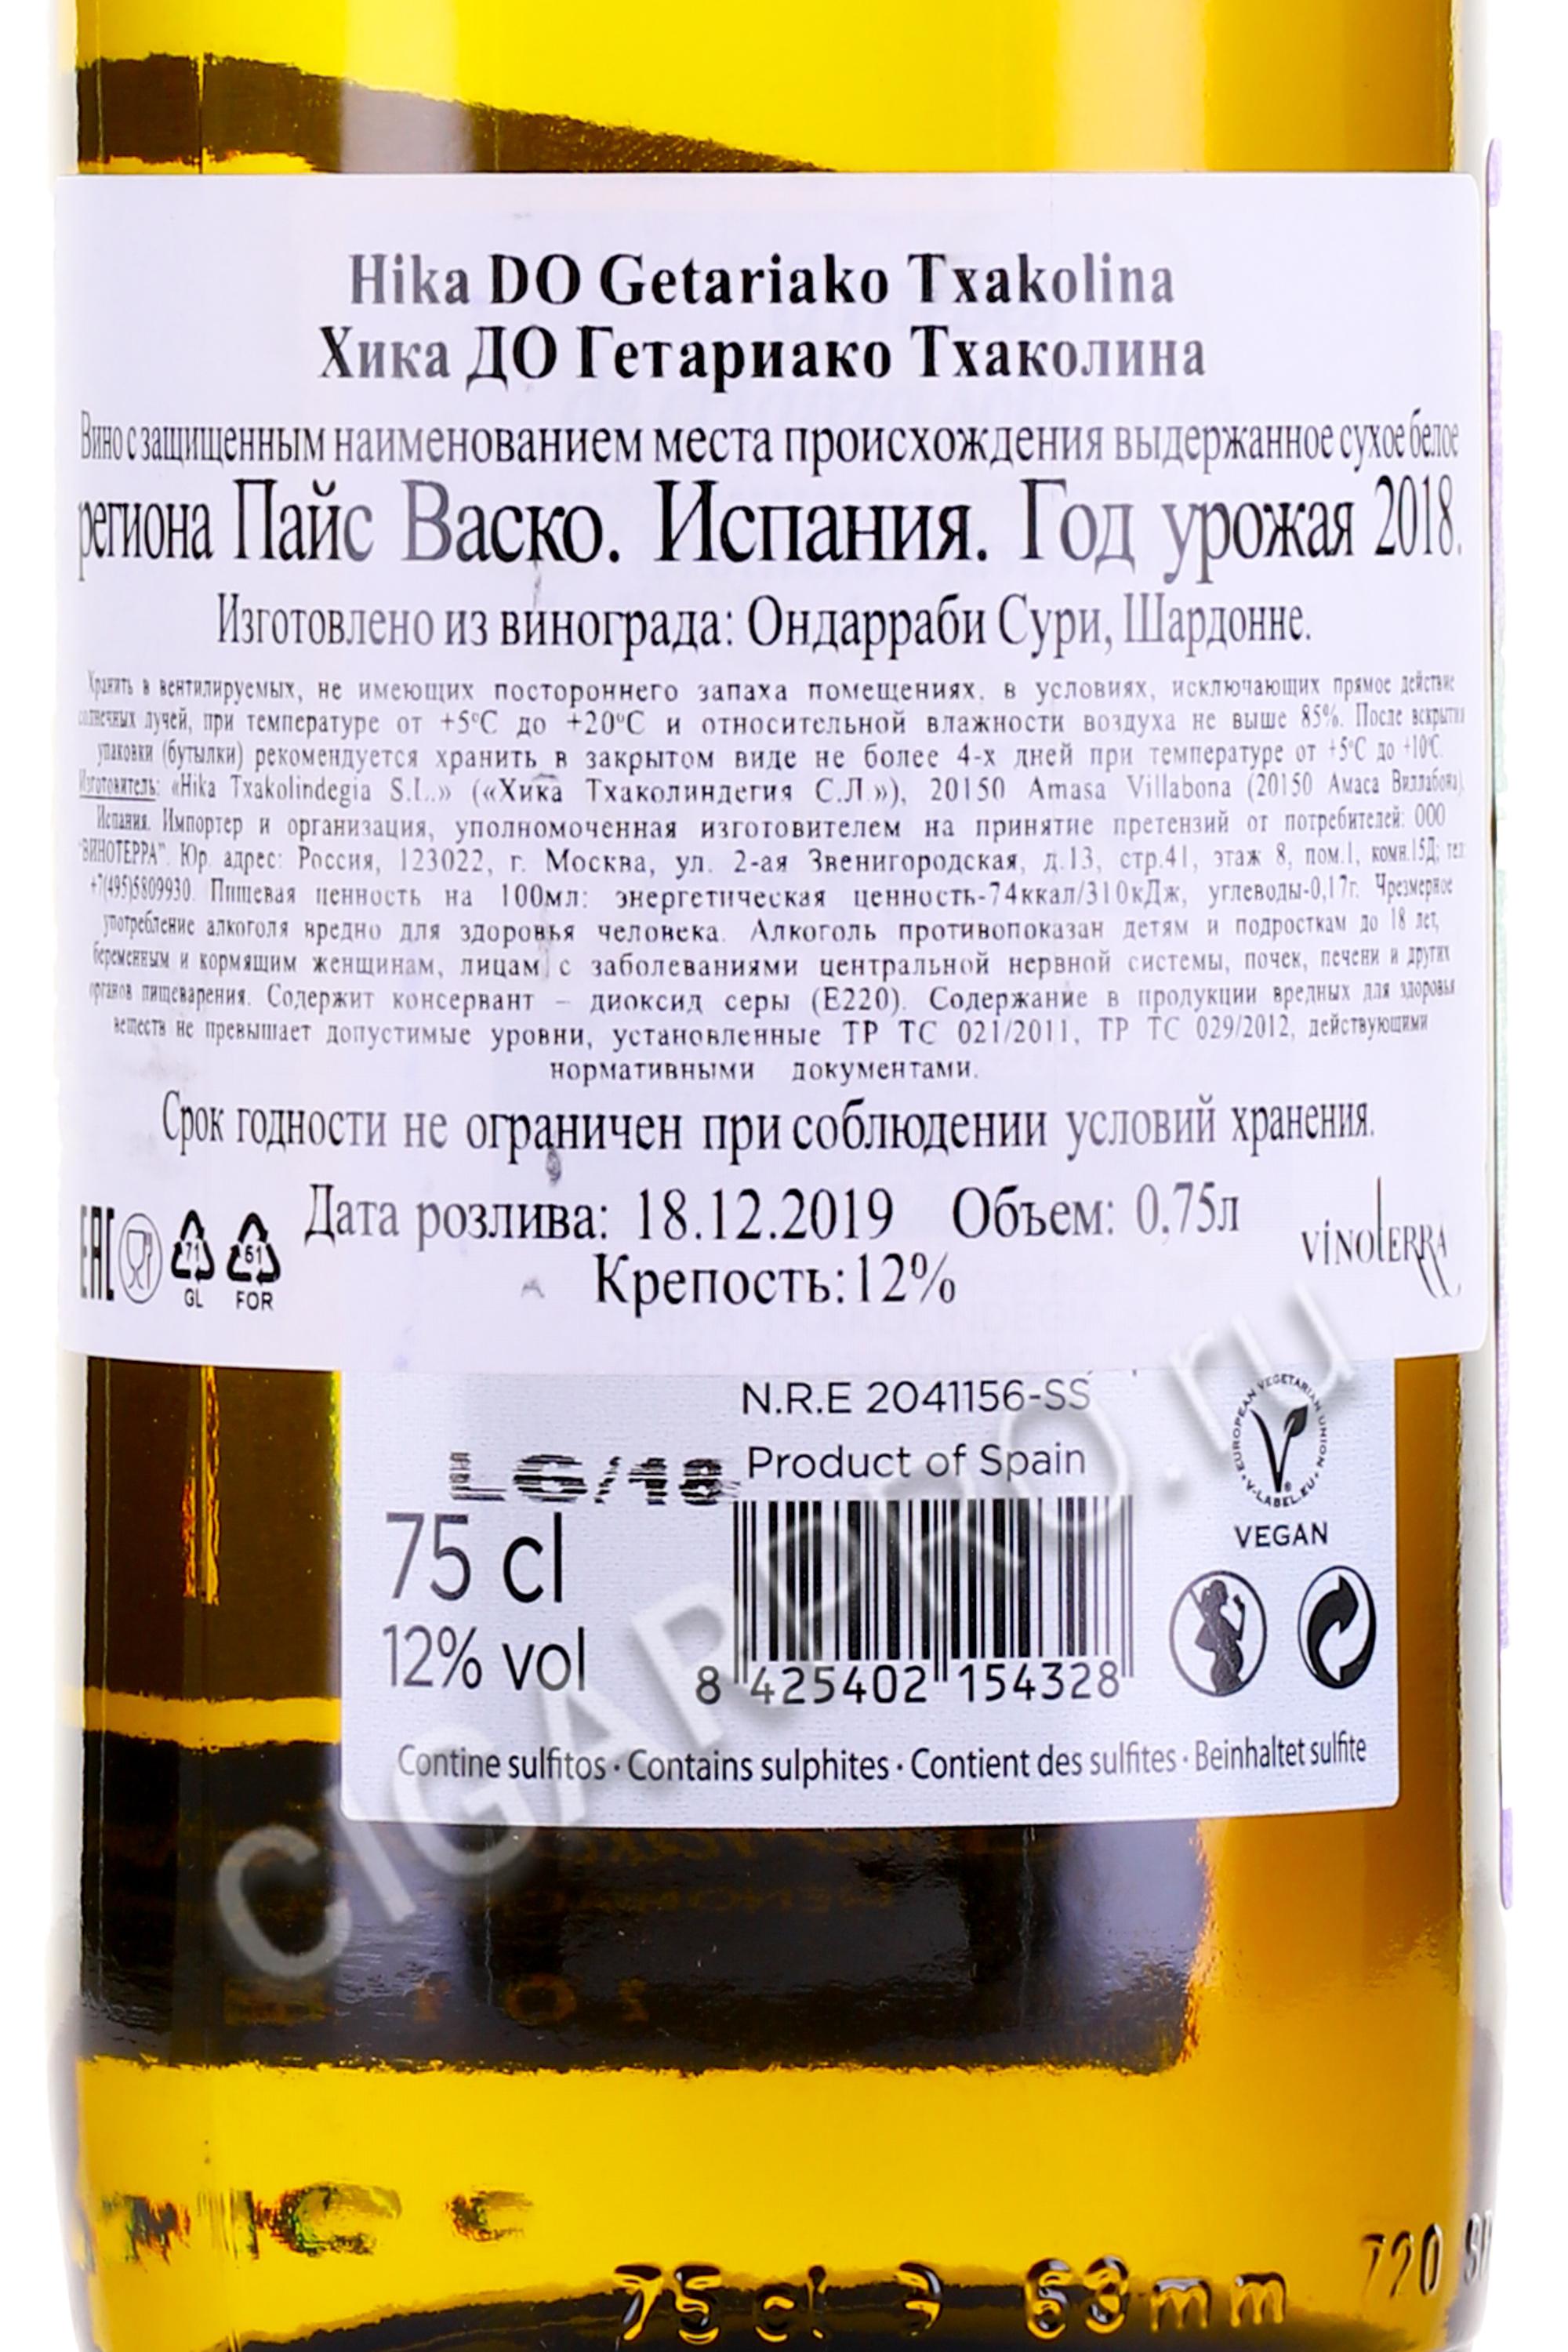 Hika DO Getariako Txakolina
Хика ДО Гетариако Тхаколина
Вино с защищенным наименованием места происхождения выдержанное сухое белое
региона Пайс Васко. Испания. Год урожая 2018.
Изготовлено из винограда: Ондарраби Сури, Шардонне.
Хранить в вентилируемых, не имеющих постороннего запаха помещениях, в условиях, исключающих прямое действие
солнечных лучей, при температуре от +5°C до +20°C и относительной влажности воздуха не выше 85%. После вскрытия
упаковки (бутылки) рекомендуется хранить в закрытом виде не более 4-х дней при температуре от +5°C до +10°C.
Изготовитель: «Hika Txakolindegia S.L.» («Хика Тхаколиндегия С.Л.»), 20150 Amasa Villabona (20150 Амаса Виллабона),
Испания. Импортер и организация, уполномоченная изготовителем на принятие претензий от потребителей: ООО
"ВИНОТЕРРА". Юр. адрес: Россия, 123022, г. Москва, ул. 2-ая Звенигородская, д.13, стр.41, этаж 8, пом.1, комн.15Д; тел:
+7(495)5809930. Пищевая ценность на 100мл: энергетическая ценность-74ккал/310кДж, углеводы-0,17г. Чрезмерное
употребление алкоголя вредно для здоровья человека. Алкоголь противопоказан детям и подросткам до 18 лет,
беременным и кормящим женщинам, лицам с заболеваниями центральной нервной системы, почек, печени и других
органов пищеварения. Содержит консервант – диоксид серы (E220). Содержание в продукции вредных для здоровья
веществ не превышает допустимые уровни, установленные ТР ТС 021/2011, ТР ТС 029/2012, действующими
нормативными документами.
Срок годности не ограничен при соблюдении условий хранения.
Дата розлива: 18.12.2019 Объем: 0,75л
Крепость:12%
EAC
71
GL
51
FOR
VINOTERRA
N.R.E 2041156-SS
LG/18
Product of Spain
EUROPEAN VEGETARIAN UNION
V-LABEL.EU
VEGAN
75 cl
12% vol
8 425402 154328
Contine sulfitos · Contains sulphites · Contient des sulfites · Beinhaltet sulfite
CIGARPRO.ru
75 cl 63mm
720